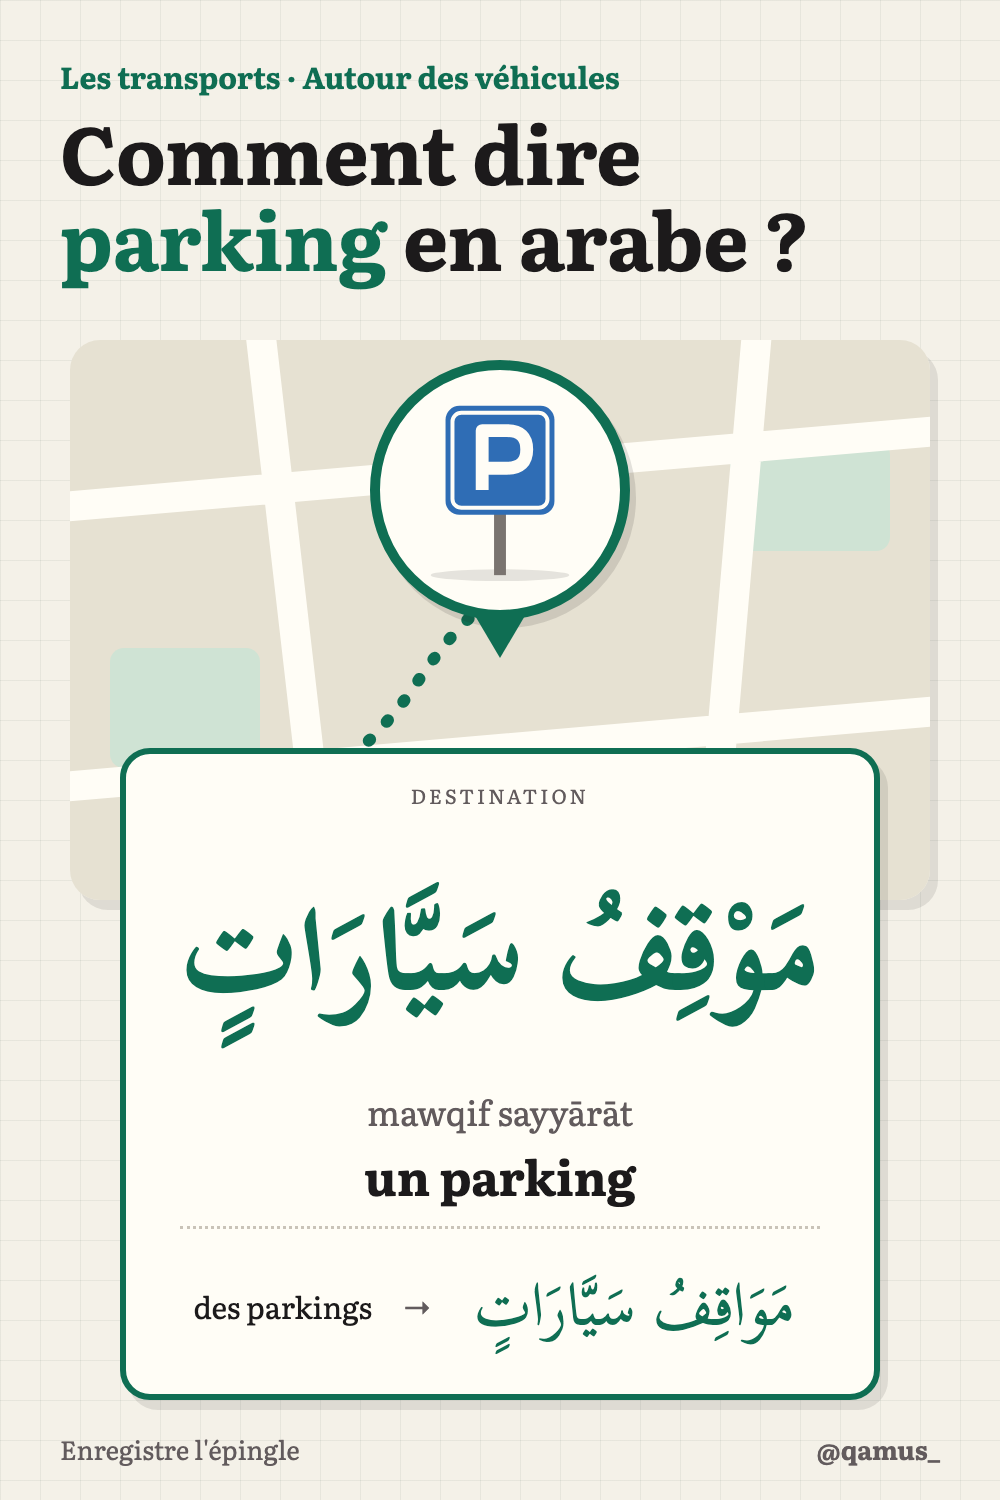 Les transports · Autour des véhicules
Comment dire
parking en arabe ?
P
DESTINATION
مَوْقِفُ سَيَّارَاتٍ
mawqif sayyārāt
un parking
des parkings → مَوَاقِفُ سَيَّارَاتٍ
Enregistre l'épingle
@qamus_